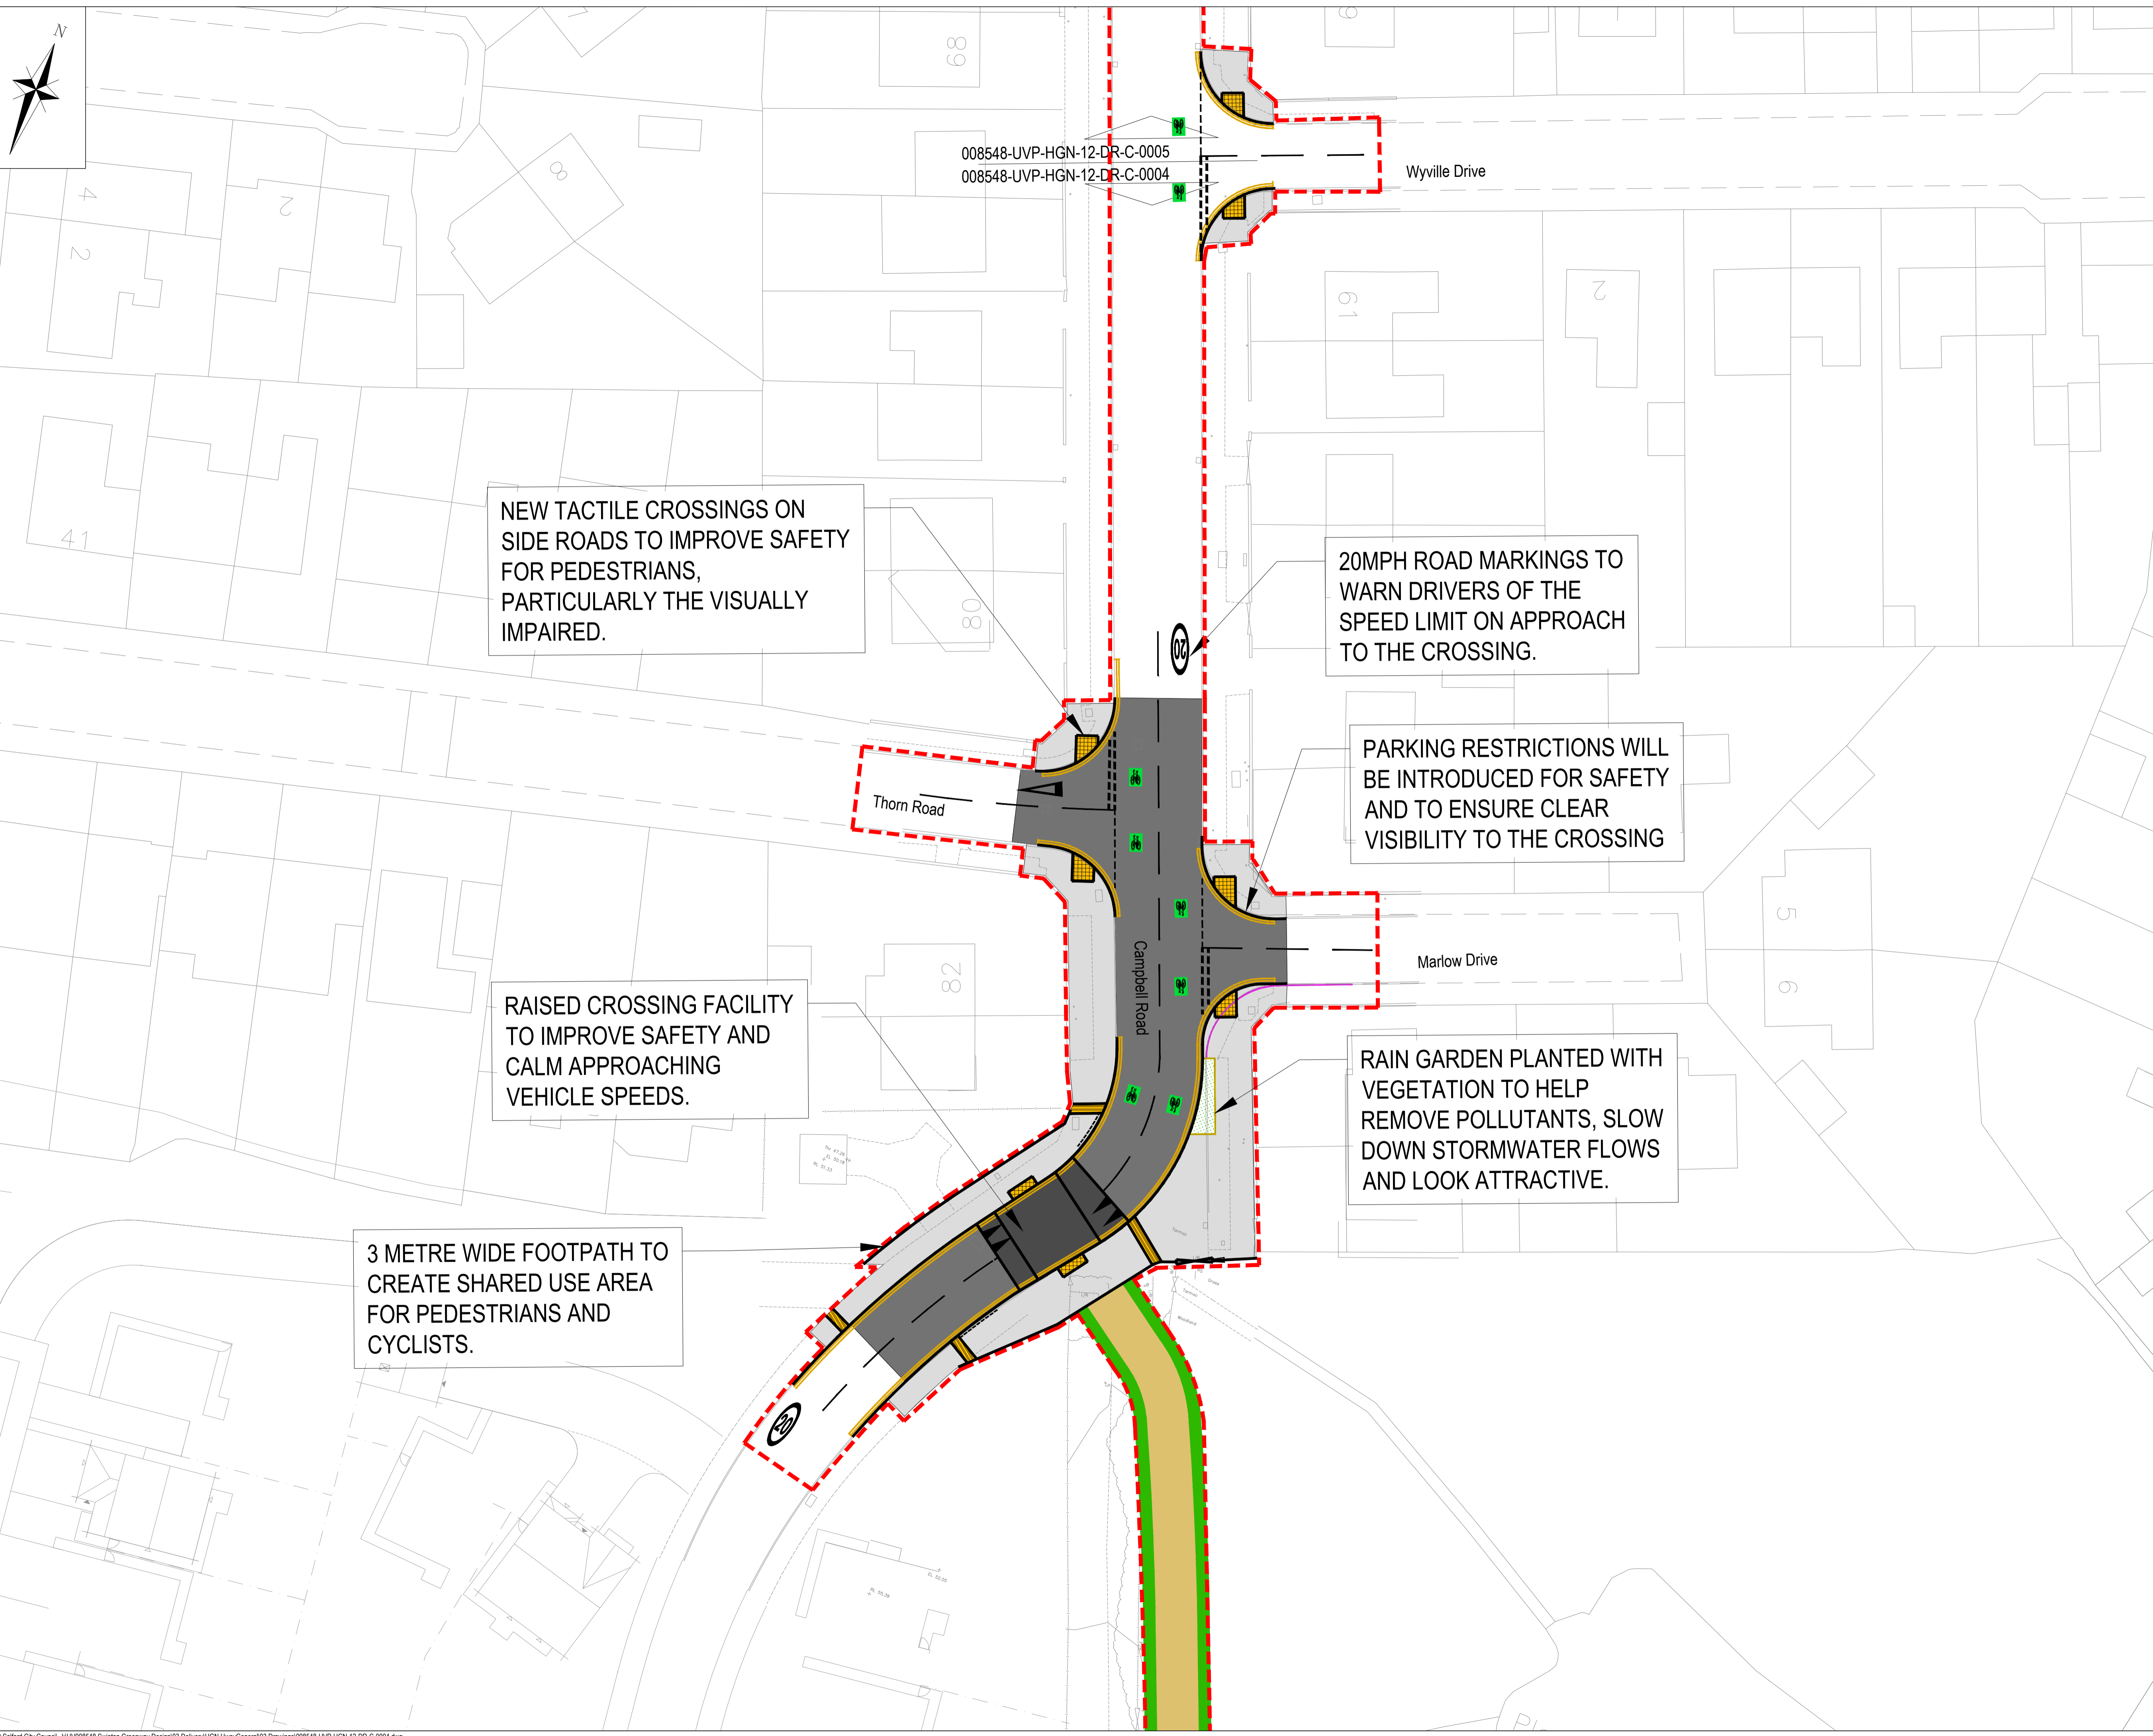 N
68
9
4
2
2
8
008548-UVP-HGN-12-DR-C-0005
008548-UVP-HGN-12-DR-C-0004
Wyville Drive
61
2
NEW TACTILE CROSSINGS ON
SIDE ROADS TO IMPROVE SAFETY
FOR PEDESTRIANS,
PARTICULARLY THE VISUALLY
IMPAIRED.
41
80
20MPH ROAD MARKINGS TO
WARN DRIVERS OF THE
SPEED LIMIT ON APPROACH
TO THE CROSSING.
20
PARKING RESTRICTIONS WILL
BE INTRODUCED FOR SAFETY
AND TO ENSURE CLEAR
VISIBILITY TO THE CROSSING
Thorn Road
Campbell Road
Marlow Drive
5
6
82
RAISED CROSSING FACILITY
TO IMPROVE SAFETY AND
CALM APPROACHING
VEHICLE SPEEDS.
RAIN GARDEN PLANTED WITH
VEGETATION TO HELP
REMOVE POLLUTANTS, SLOW
DOWN STORMWATER FLOWS
AND LOOK ATTRACTIVE.
3 METRE WIDE FOOTPATH TO
CREATE SHARED USE AREA
FOR PEDESTRIANS AND
CYCLISTS.
Tarmac
Grass
Tarmac
Woodland
20